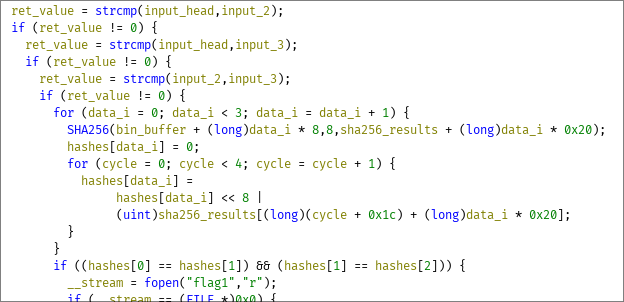 ret_value = strcmp(input_head,input_2);
if (ret_value != 0) {
ret_value = strcmp(input_head,input_3);
if (ret_value != 0) {
ret_value = strcmp(input_2,input_3);
if (ret_value != 0) {
for (data_i = 0; data_i < 3; data_i = data_i + 1) {
SHA256(bin_buffer + (long)data_i * 8,8,sha256_results + (long)data_i * 0x20);
hashes[data_i] = 0;
for (cycle = 0; cycle < 4; cycle = cycle + 1) {
hashes[data_i] =
hashes[data_i] << 8 |
(uint)sha256_results[(long)(cycle + 0x1c) + (long)data_i * 0x20];
}
}
if ((hashes[0] == hashes[1]) && (hashes[1] == hashes[2])) {
__stream = fopen("flag1","r");
if (__stream == (FILE *)0x0) {